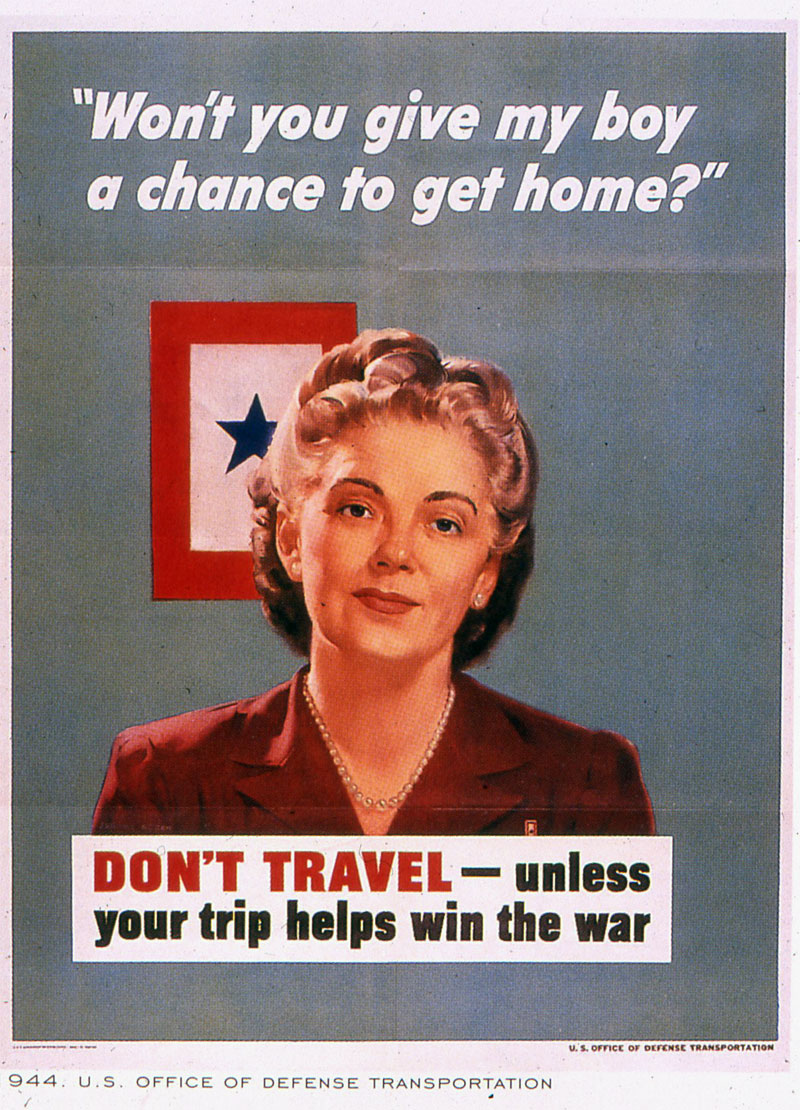 "Won't you give my boy
a chance to get home?"
DON'T TRAVEL — unless
your trip helps win the war
U.S. OFFICE OF DEFENSE TRANSPORTATION
944. U.S. OFFICE OF DEFENSE TRANSPORTATION